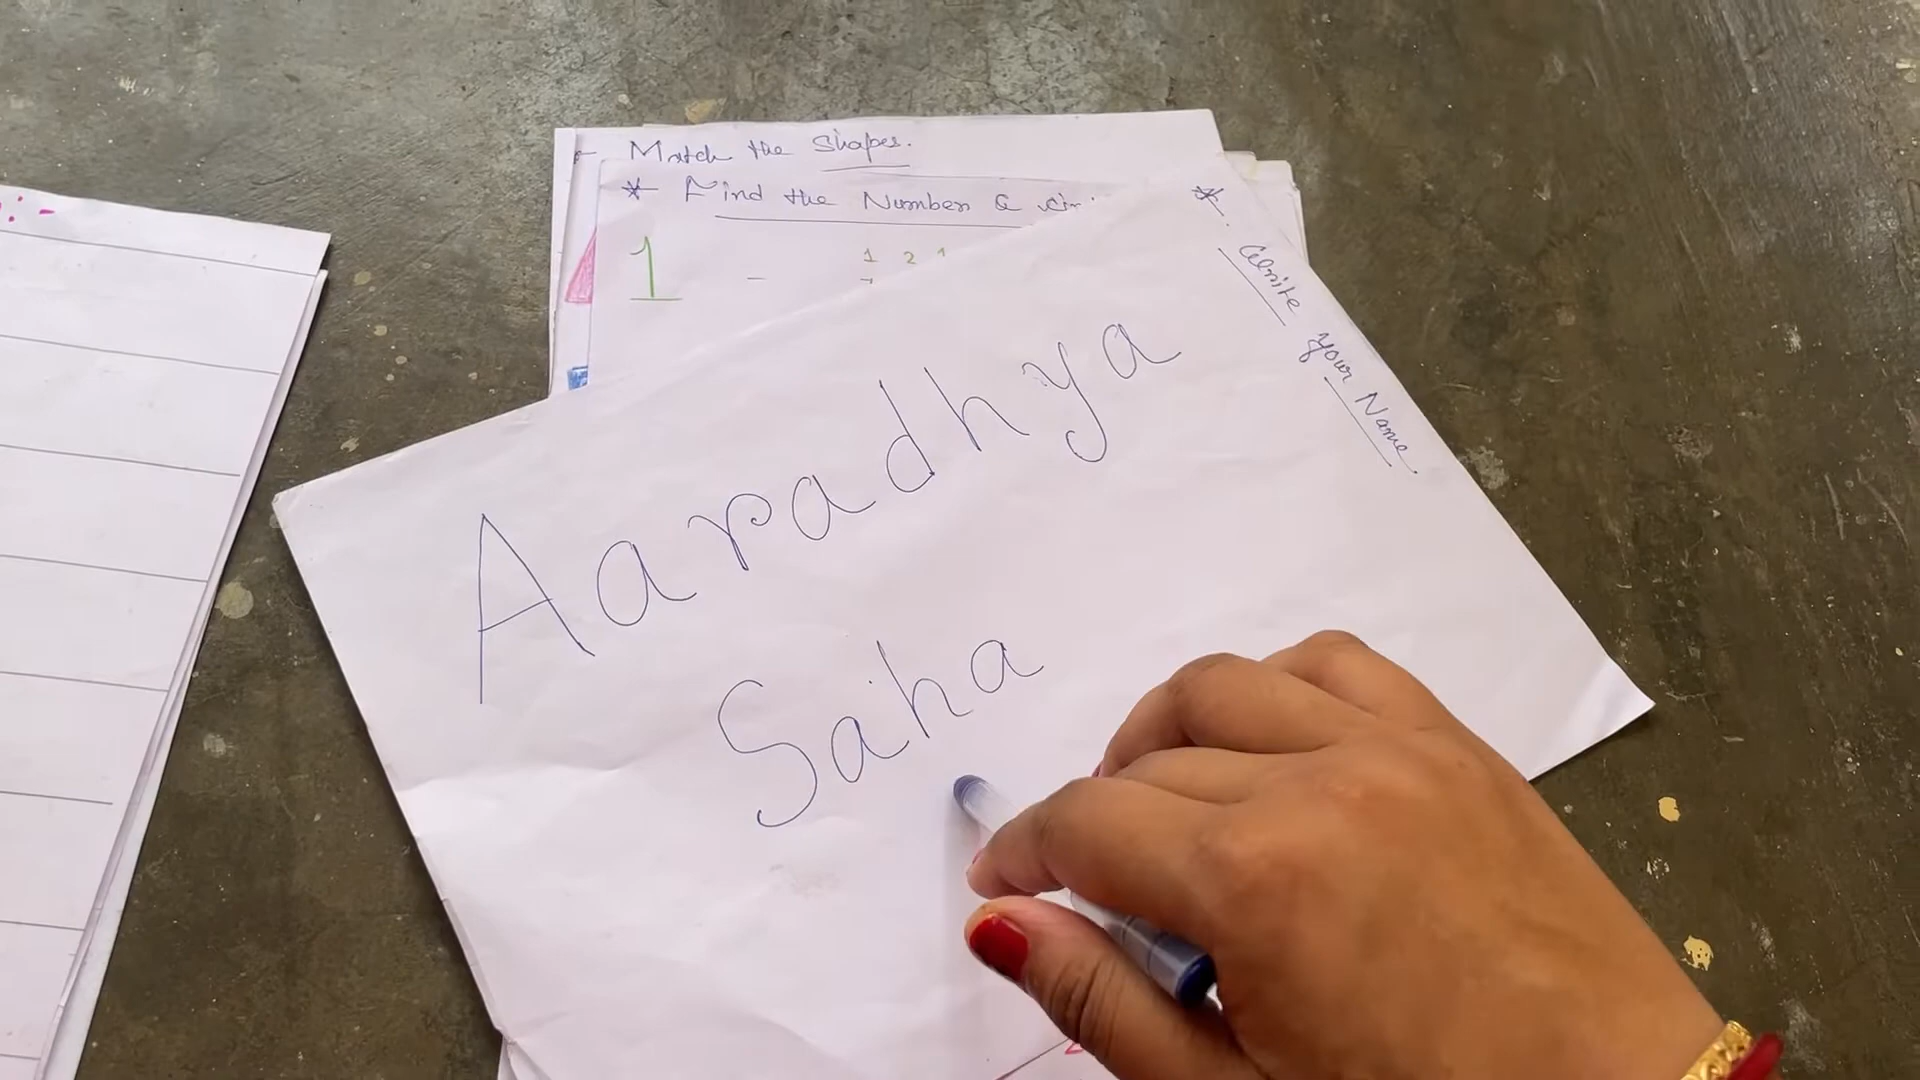 Match the Shapes.
* Find the Number &
1 - 1 2 1
* Write your Name
Aaradhya
Saha